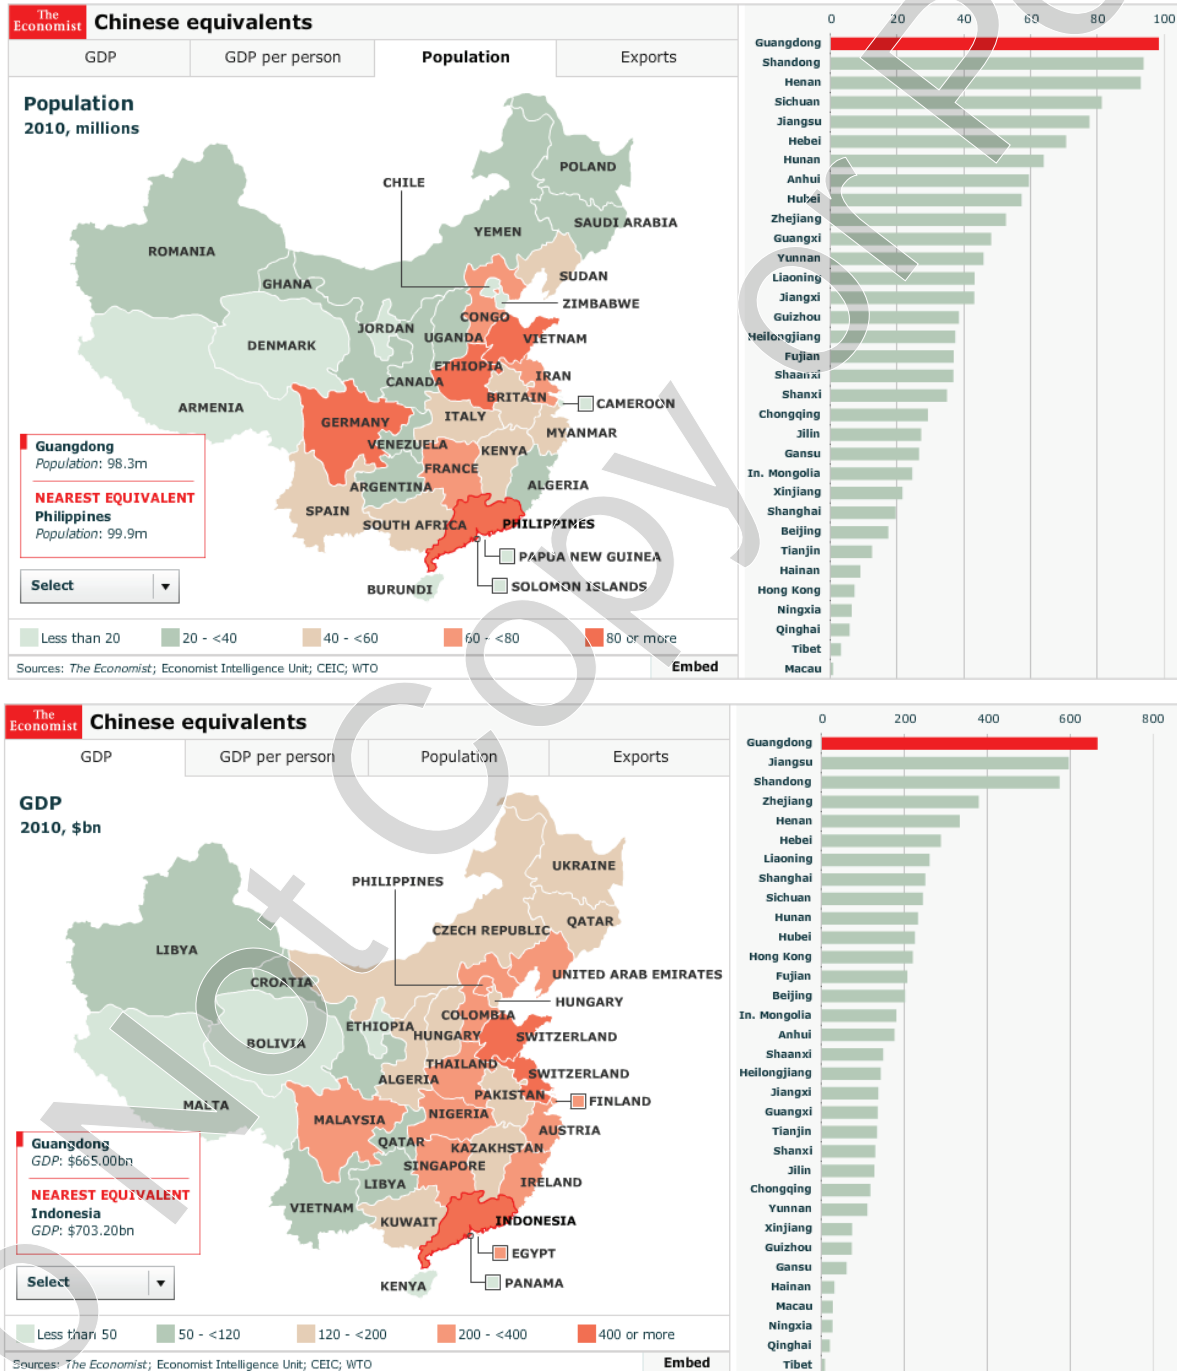 The
Economist
Chinese equivalents
GDP
GDP per person
Population
Exports
Population
2010, millions
CHILE
POLAND
SAUDI ARABIA
YEMEN
ROMANIA
SUDAN
GHANA
ZIMBABWE
CONGO
JORDAN
UGANDA
VIETNAM
DENMARK
ETHIOPIA
IRAN
CANADA
BRITAIN
CAMEROON
ARMENIA
ITALY
GERMANY
MYANMAR
VENEZUELA
KENYA
FRANCE
ARGENTINA
ALGERIA
SPAIN
SOUTH AFRICA
PHILIPPINES
PAPUA NEW GUINEA
BURUNDI
SOLOMON ISLANDS
Guangdong
Population: 98.3m
NEAREST EQUIVALENT
Philippines
Population: 99.9m
Select
Less than 20
20 - <40
40 - <60
60 - <80
80 or more
Sources: The Economist; Economist Intelligence Unit; CEIC; WTO
Embed
0 20 40 60 80 100
Guangdong
Shandong
Henan
Sichuan
Jiangsu
Hebei
Hunan
Anhui
Hubei
Zhejiang
Guangxi
Yunnan
Liaoning
Jiangxi
Guizhou
Heilongjiang
Fujian
Shaanxi
Shanxi
Chongqing
Jilin
Gansu
In. Mongolia
Xinjiang
Shanghai
Beijing
Tianjin
Hainan
Hong Kong
Ningxia
Qinghai
Tibet
Macau
The
Economist
Chinese equivalents
GDP
GDP per person
Population
Exports
GDP
2010, $bn
PHILIPPINES
UKRAINE
QATAR
CZECH REPUBLIC
LIBYA
UNITED ARAB EMIRATES
CROATIA
HUNGARY
COLOMBIA
ETHIOPIA
HUNGARY
SWITZERLAND
BOLIVIA
THAILAND
SWITZERLAND
ALGERIA
PAKISTAN
FINLAND
MALTA
NIGERIA
MALAYSIA
AUSTRIA
QATAR
KAZAKHSTAN
SINGAPORE
LIBYA
IRELAND
VIETNAM
KUWAIT
INDONESIA
EGYPT
KENYA
PANAMA
Guangdong
GDP: $665.00bn
NEAREST EQUIVALENT
Indonesia
GDP: $703.20bn
Select
Less than 50
50 - <120
120 - <200
200 - <400
400 or more
Sources: The Economist; Economist Intelligence Unit; CEIC; WTO
Embed
0 200 400 600 800
Guangdong
Jiangsu
Shandong
Zhejiang
Henan
Hebei
Liaoning
Shanghai
Sichuan
Hunan
Hubei
Hong Kong
Fujian
Beijing
In. Mongolia
Anhui
Shaanxi
Heilongjiang
Jiangxi
Guangxi
Tianjin
Shanxi
Jilin
Chongqing
Yunnan
Xinjiang
Guizhou
Gansu
Hainan
Macau
Ningxia
Qinghai
Tibet
Not Copy or